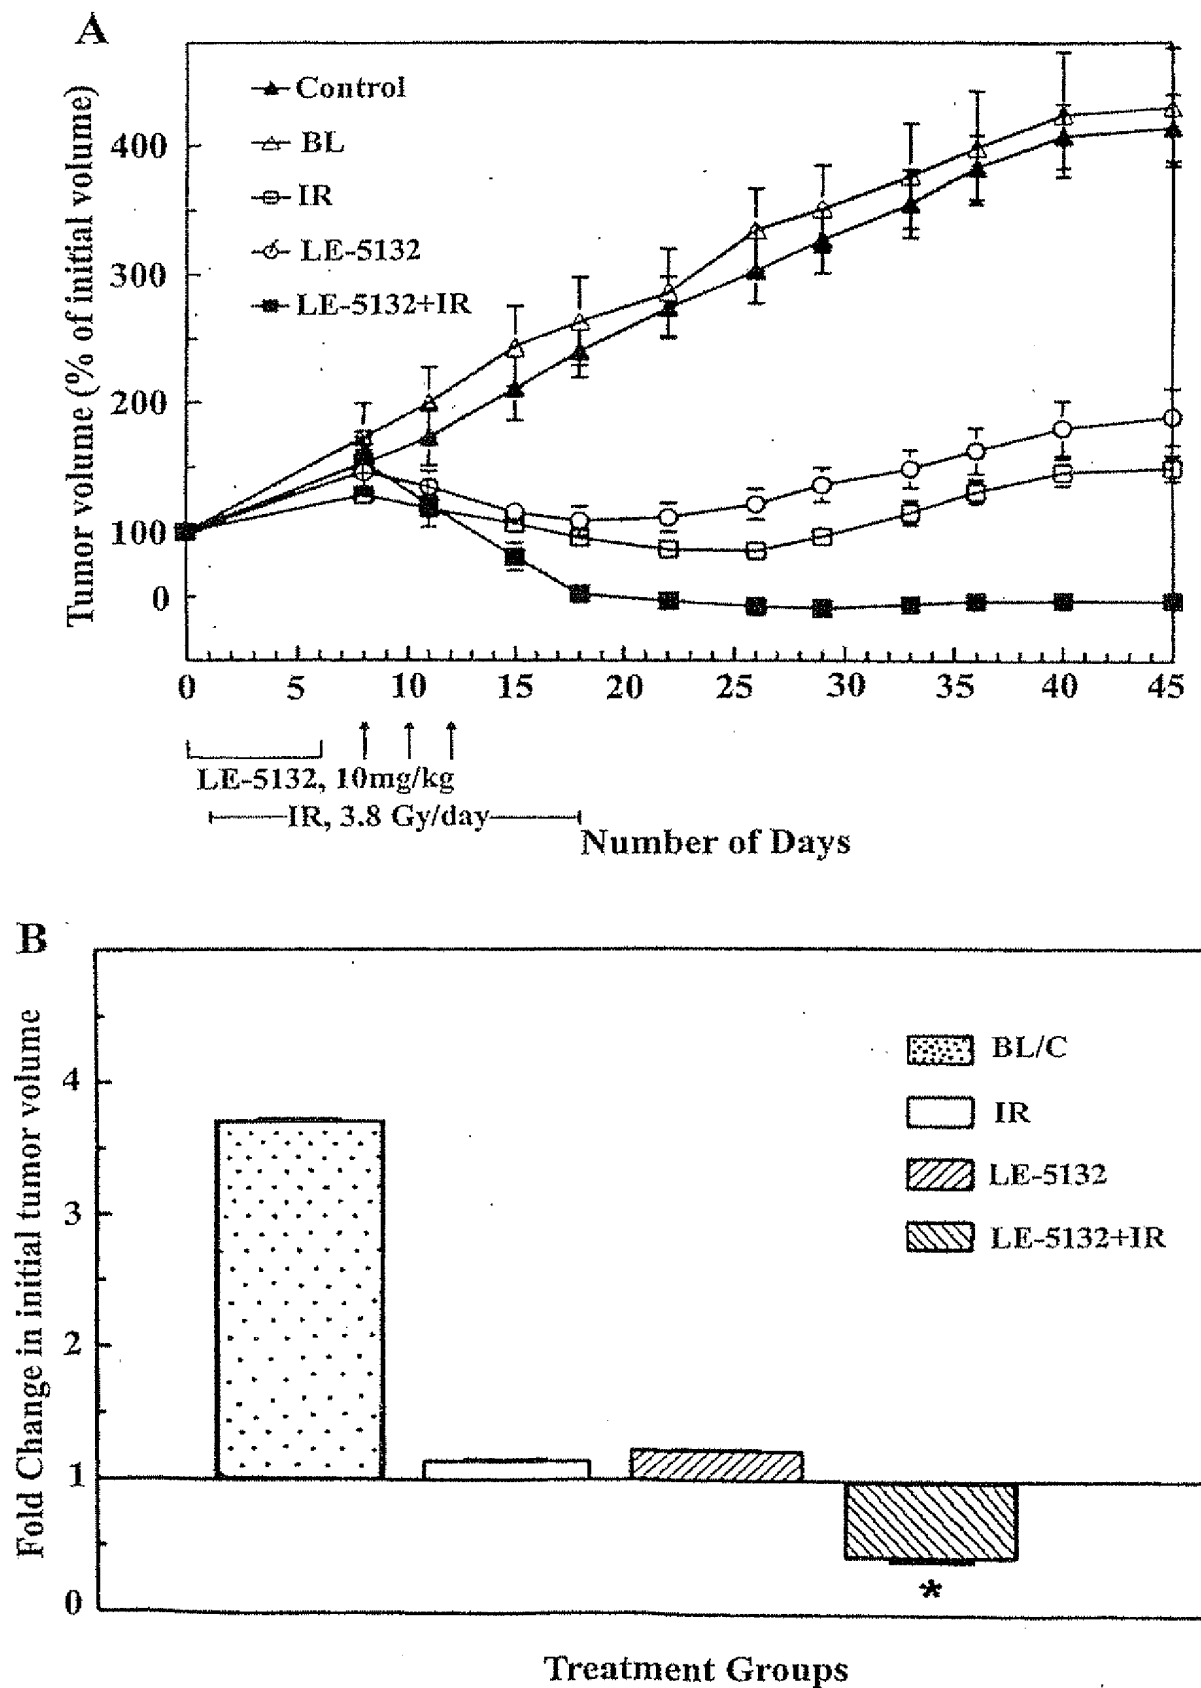 A
Tumor volume (% of initial volume)
Control
BL
IR
LE-5132
LE-5132+IR
400
300
200
100
0
0 5 10 15 20 25 30 35 40 45
LE-5132, 10mg/kg
IR, 3.8 Gy/day
Number of Days
B
Fold Change in initial tumor volume
BL/C
IR
LE-5132
LE-5132+IR
4
3
2
1
0
*
Treatment Groups